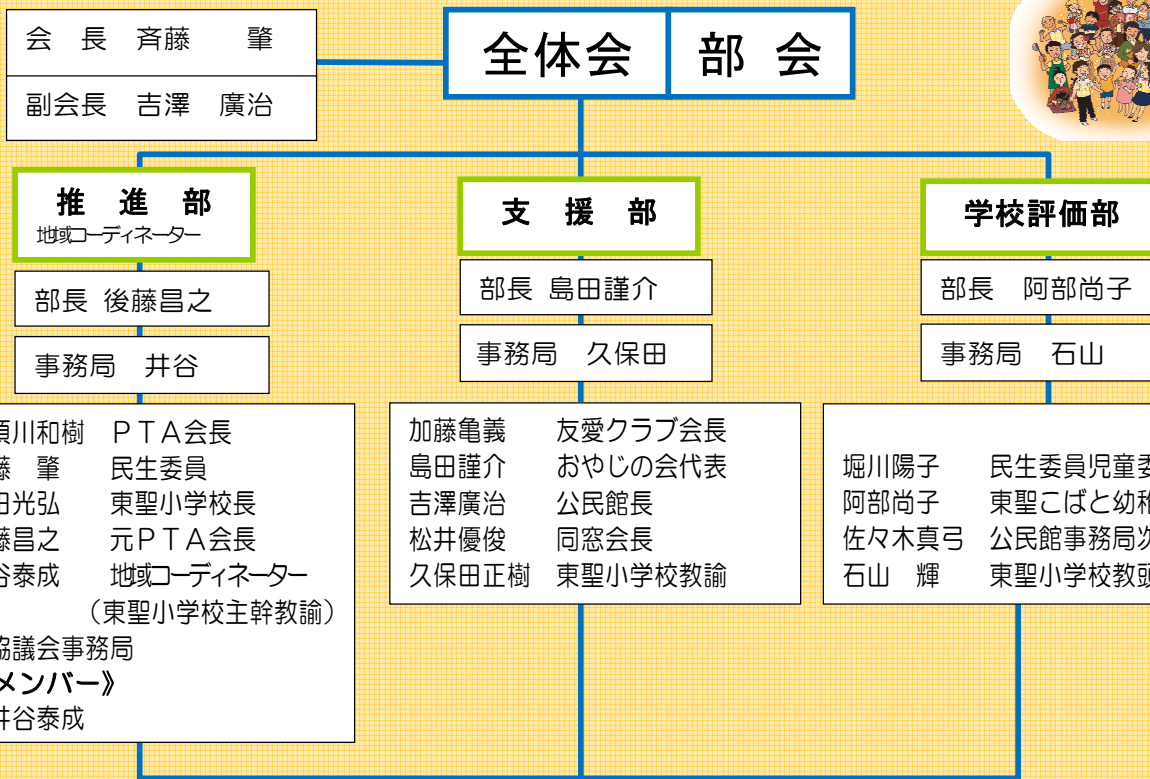 会　長　斉藤　　肇
副会長　吉澤　廣治
全体会　部　会
推　進　部
地域コーディネーター
部長 後藤昌之
事務局　井谷
須川和樹　ＰＴＡ会長
藤　肇　民生委員
田光弘　東聖小学校長
藤昌之　元ＰＴＡ会長
谷泰成　地域コーディネーター
（東聖小学校主幹教諭）
協議会事務局
メンバー》
井谷泰成
支　援　部
部長 島田謹介
事務局　久保田
加藤亀義　友愛クラブ会長
島田謹介　おやじの会代表
吉澤廣治　公民館長
松井優俊　同窓会長
久保田正樹　東聖小学校教諭
学校評価部
部長　阿部尚子
事務局　石山
堀川陽子　民生委員児童委
阿部尚子　東聖こばと幼稚
佐々木真弓　公民館事務局次
石山　輝　東聖小学校教頭